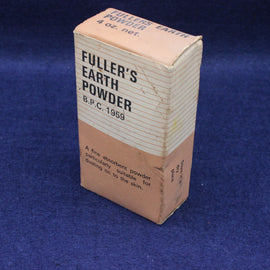 FULLER'S EARTH
POWDER
4 oz. net.
FULLER'S
EARTH
POWDER
B.P.C. 1959
A fine absorbent powder
particularly suitable for
dusting on to the skin.